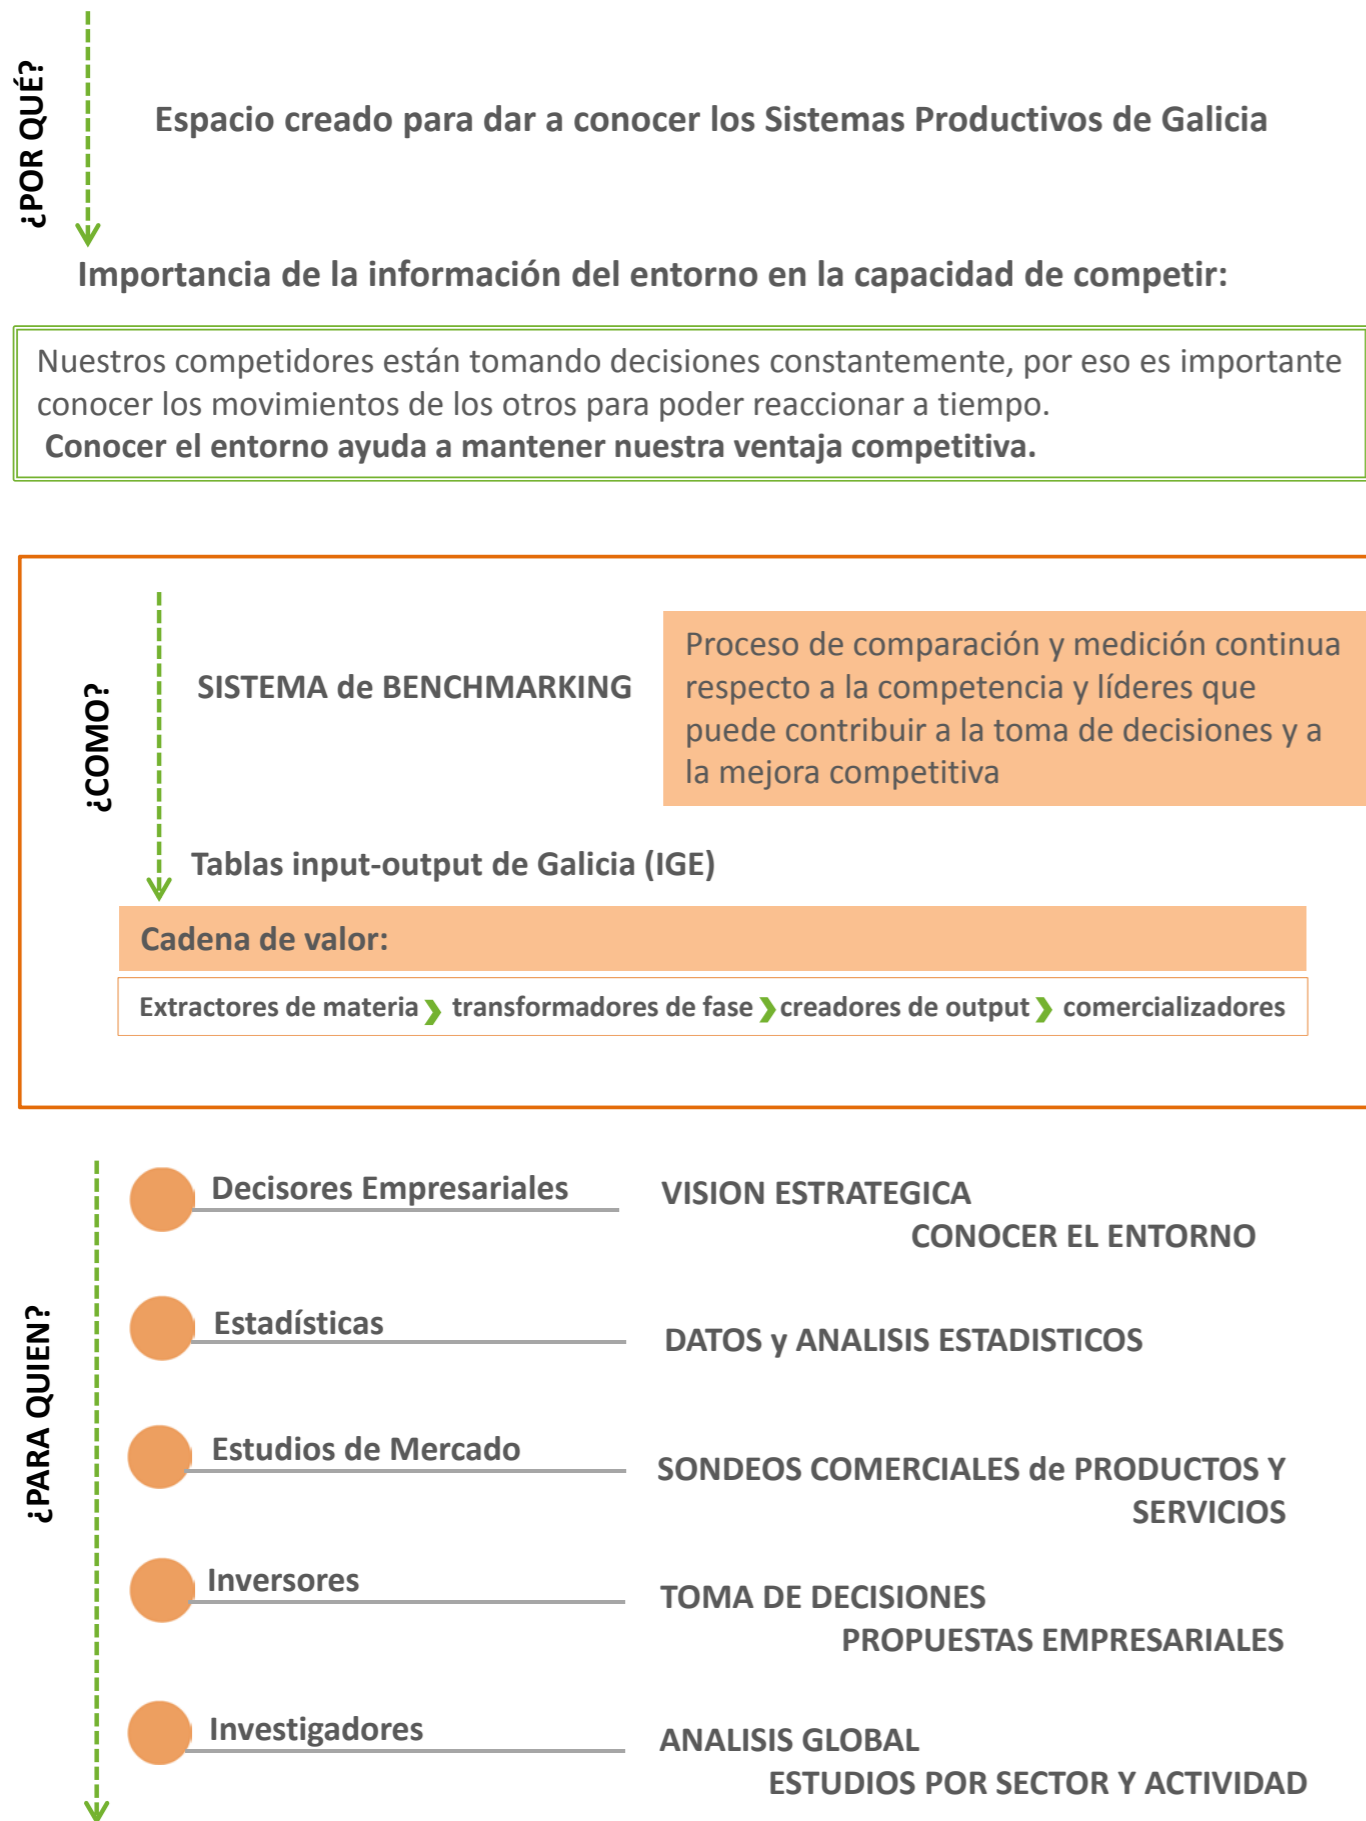 ¿POR QUÉ?
Espacio creado para dar a conocer los Sistemas Productivos de Galicia
Importancia de la información del entorno en la capacidad de competir:
Nuestros competidores están tomando decisiones constantemente, por eso es importante
conocer los movimientos de los otros para poder reaccionar a tiempo.
Conocer el entorno ayuda a mantener nuestra ventaja competitiva.
¿COMO?
SISTEMA de BENCHMARKING
Proceso de comparación y medición continua
respecto a la competencia y líderes que
puede contribuir a la toma de decisiones y a
la mejora competitiva
Tablas input-output de Galicia (IGE)
Cadena de valor:
Extractores de materia ❯ transformadores de fase ❯ creadores de output ❯ comercializadores
¿PARA QUIEN?
Decisores Empresariales
VISION ESTRATEGICA
CONOCER EL ENTORNO
Estadísticas
DATOS y ANALISIS ESTADISTICOS
Estudios de Mercado
SONDEOS COMERCIALES de PRODUCTOS Y
SERVICIOS
Inversores
TOMA DE DECISIONES
PROPUESTAS EMPRESARIALES
Investigadores
ANALISIS GLOBAL
ESTUDIOS POR SECTOR Y ACTIVIDAD